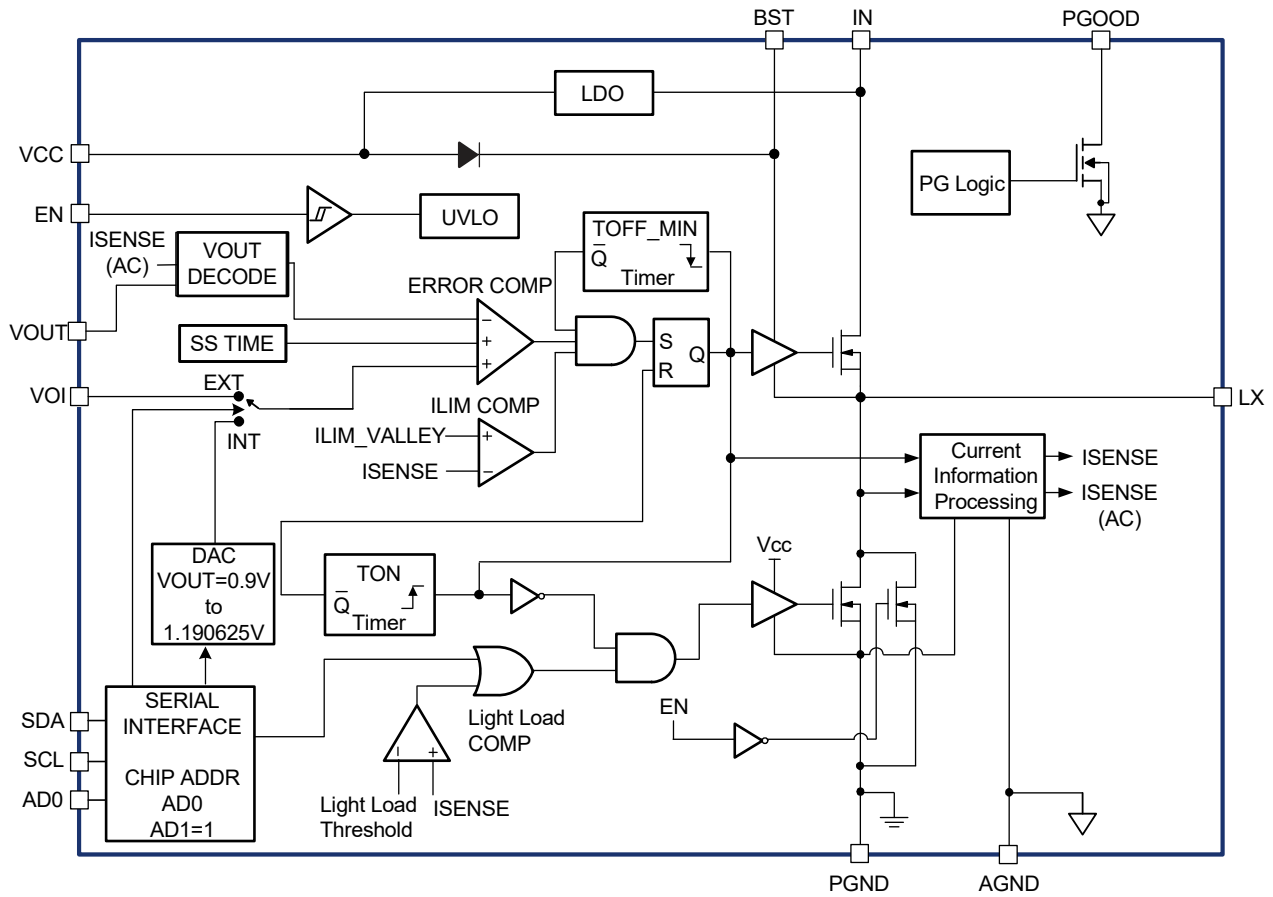 BST
IN
PGOOD
LDO
VCC
PG Logic
EN
UVLO
ISENSE
(AC)
VOUT
DECODE
TOFF_MIN
Q̅
Timer
ERROR COMP
VOUT
SS TIME
−
+
+
S
R
Q
EXT
VOI
LX
ILIM COMP
INT
ILIM_VALLEY
+
ISENSE
−
Current
Information
Processing
ISENSE
ISENSE
(AC)
DAC
VOUT=0.9V
to
1.190625V
TON
Q̅
Timer
Vcc
SERIAL
INTERFACE
CHIP ADDR
AD0
AD1=1
SDA
SCL
AD0
Light Load
COMP
EN
−
+
Light Load
Threshold
ISENSE
PGND
AGND